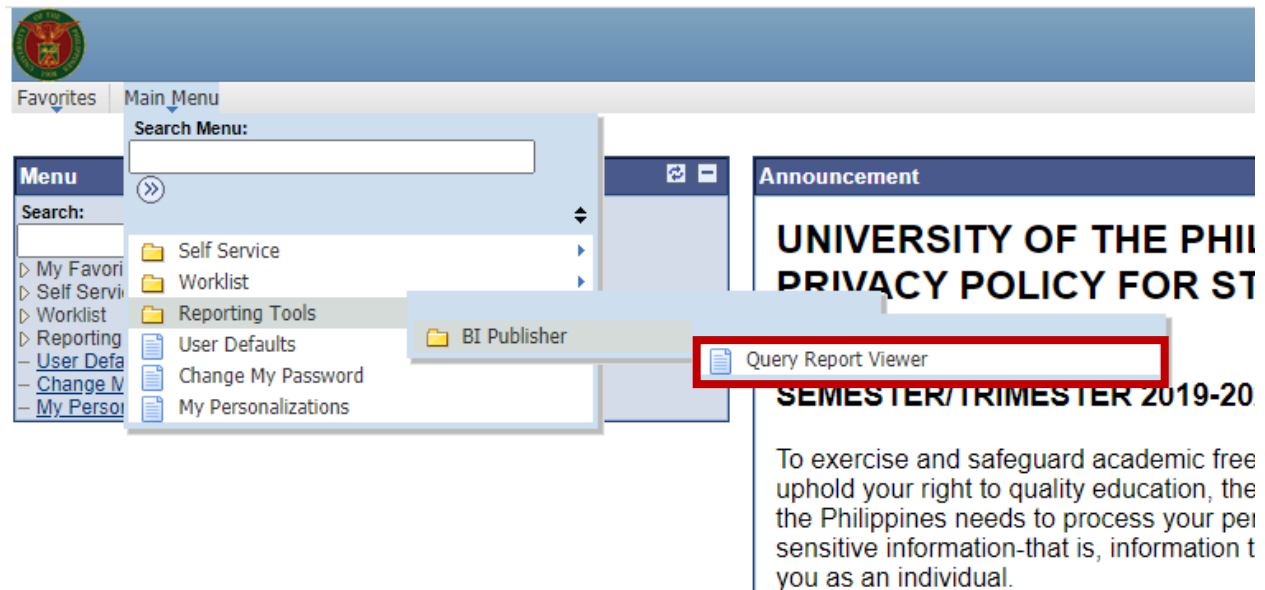 Favorites
Main Menu
Search Menu:
Menu
Search:
My Favori
Self Servi
Worklist
Reporting
User Defa
Change M
My Person
Self Service
Worklist
Reporting Tools
User Defaults
Change My Password
My Personalizations
BI Publisher
Query Report Viewer
Announcement
UNIVERSITY OF THE PHIL
PRIVACY POLICY FOR ST
SEMESTER/TRIMESTER 2019-20
To exercise and safeguard academic free
uphold your right to quality education, the
the Philippines needs to process your per
sensitive information-that is, information t
you as an individual.